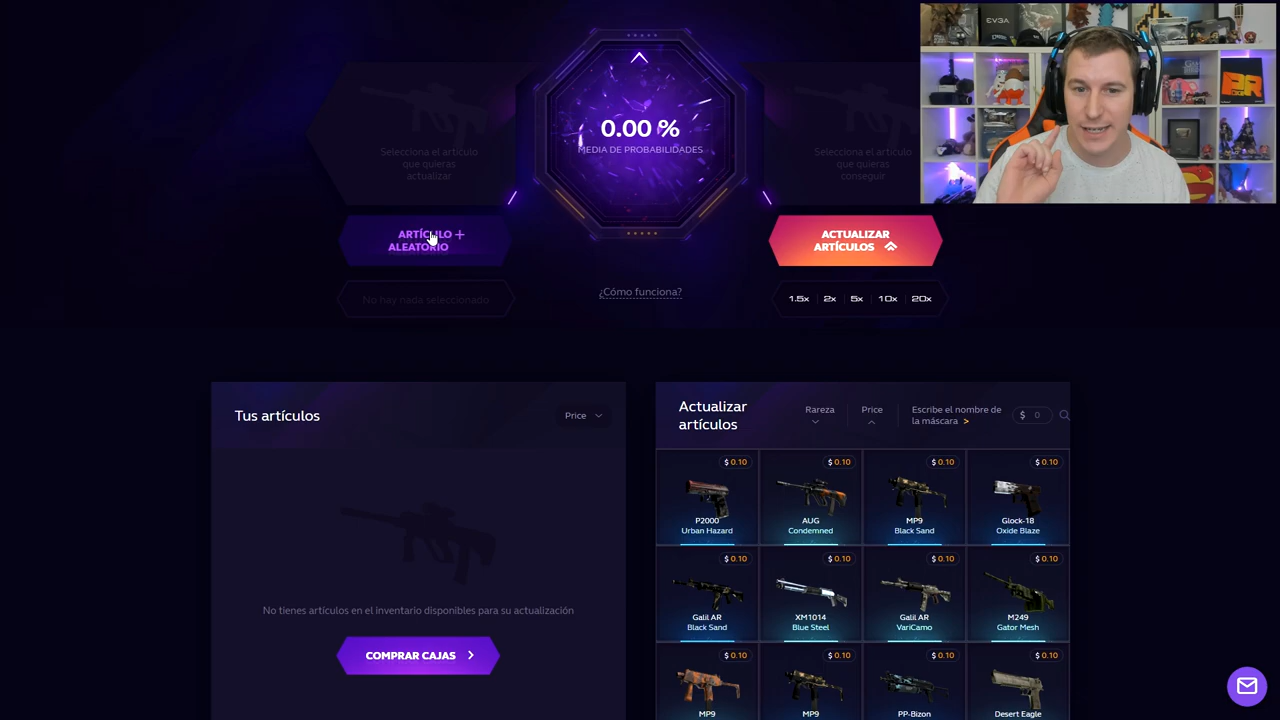 EVGA
0.00 %
MEDIA DE PROBABILIDADES
Selecciona el artículo
que quieras
actualizar
Selecciona el artículo
que quieras
conseguir
ARTÍCULO +
ALEATORIO
ACTUALIZAR
ARTÍCULOS
No hay nada seleccionado
¿Cómo funciona?
1.5x 2x 5x 10x 20x
Tus artículos
Price
No tienes artículos en el inventario disponibles para su actualización
COMPRAR CAJAS >
Actualizar
artículos
Rareza
Price
Escribe el nombre de
la máscara >
$ 0
$ 0.10
P2000
Urban Hazard
$ 0.10
AUG
Condemned
$ 0.10
MP9
Black Sand
$ 0.10
Glock-18
Oxide Blaze
$ 0.10
Galil AR
Black Sand
$ 0.10
XM1014
Blue Steel
$ 0.10
Galil AR
VariCamo
$ 0.10
M249
Gator Mesh
$ 0.10
MP9
$ 0.10
MP9
$ 0.10
PP-Bizon
$ 0.10
Desert Eagle